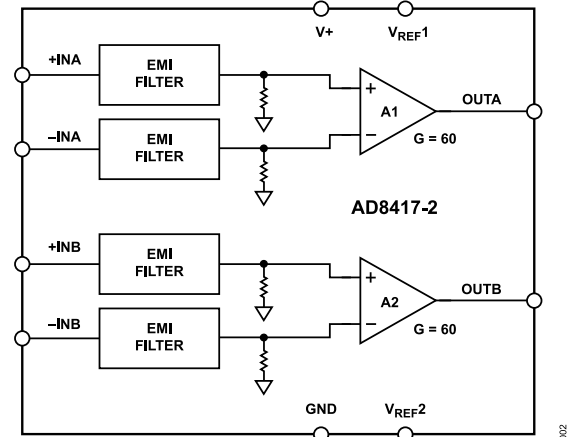 V+ VREF1
+INA EMI FILTER
A1 OUTA
–INA EMI FILTER
+
–
G = 60
AD8417-2
+INB EMI FILTER
A2 OUTB
–INB EMI FILTER
+
–
G = 60
GND VREF2
002